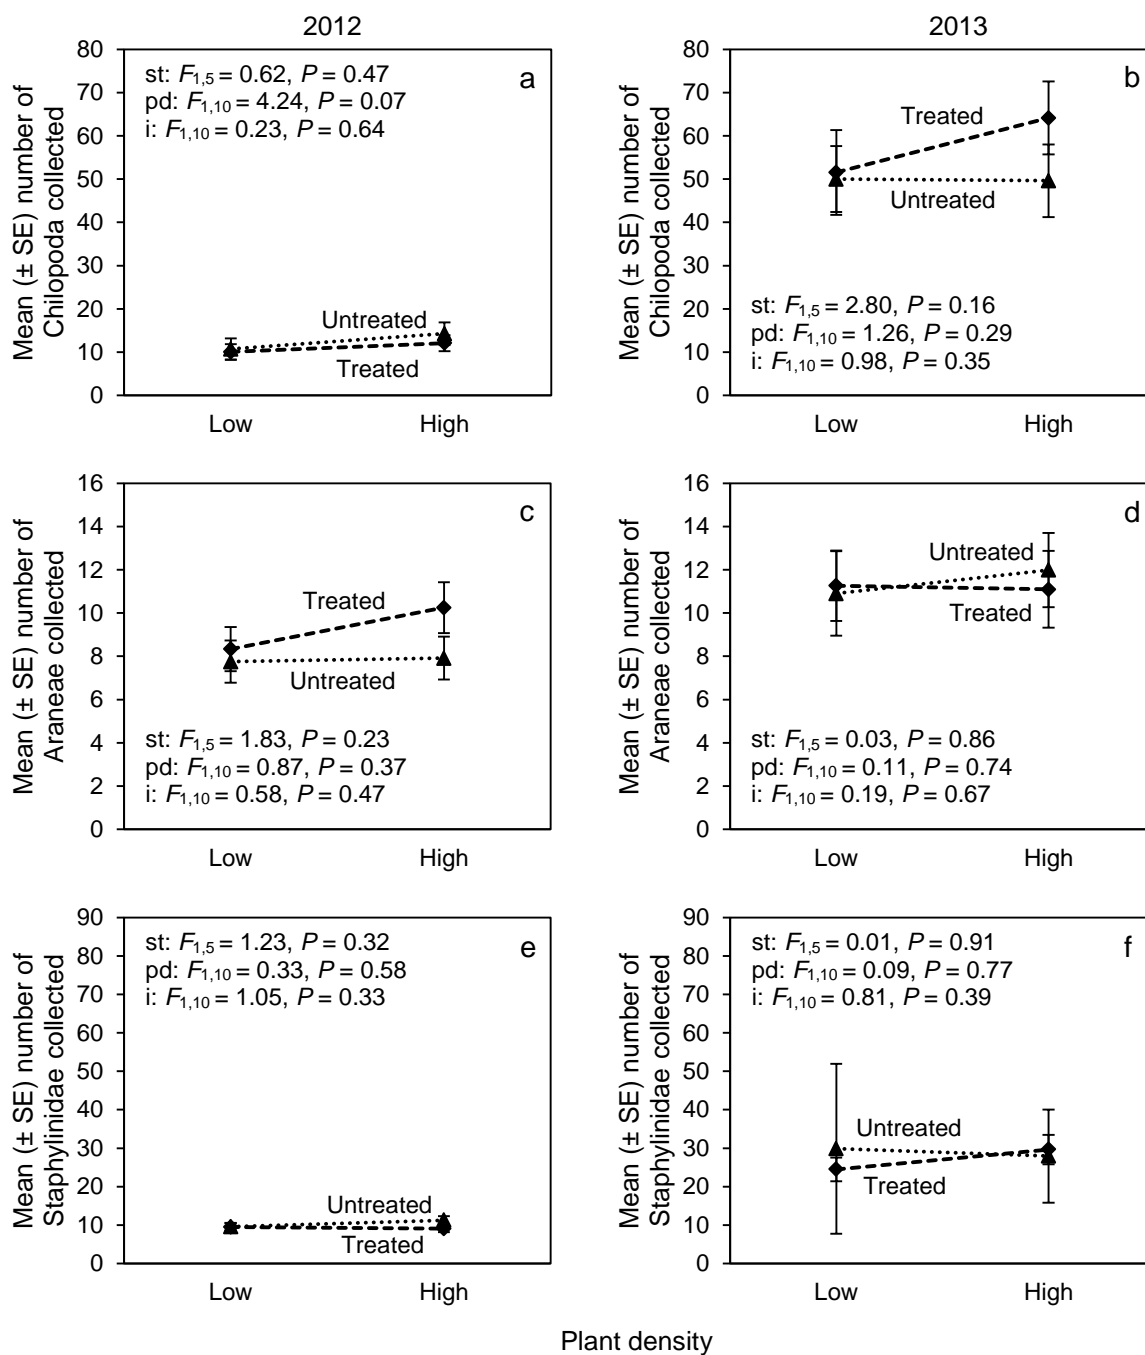 2012
2013
Mean (± SE) number of
Chilopoda collected
80
70
60
50
40
30
20
10
0
st: F1,5 = 0.62, P = 0.47
pd: F1,10 = 4.24, P = 0.07
i: F1,10 = 0.23, P = 0.64
a
Untreated
Treated
Low
High
Mean (± SE) number of
Chilopoda collected
80
70
60
50
40
30
20
10
0
b
Treated
Untreated
st: F1,5 = 2.80, P = 0.16
pd: F1,10 = 1.26, P = 0.29
i: F1,10 = 0.98, P = 0.35
Low
High
Mean (± SE) number of
Araneae collected
16
14
12
10
8
6
4
2
0
c
Treated
Untreated
st: F1,5 = 1.83, P = 0.23
pd: F1,10 = 0.87, P = 0.37
i: F1,10 = 0.58, P = 0.47
Low
High
Mean (± SE) number of
Araneae collected
16
14
12
10
8
6
4
2
0
d
Untreated
Treated
st: F1,5 = 0.03, P = 0.86
pd: F1,10 = 0.11, P = 0.74
i: F1,10 = 0.19, P = 0.67
Low
High
Mean (± SE) number of
Staphylinidae collected
90
80
70
60
50
40
30
20
10
0
st: F1,5 = 1.23, P = 0.32
pd: F1,10 = 0.33, P = 0.58
i: F1,10 = 1.05, P = 0.33
e
Untreated
Treated
Low
High
Mean (± SE) number of
Staphylinidae collected
90
80
70
60
50
40
30
20
10
0
st: F1,5 = 0.01, P = 0.91
pd: F1,10 = 0.09, P = 0.77
i: F1,10 = 0.81, P = 0.39
f
Untreated
Treated
Low
High
Plant density